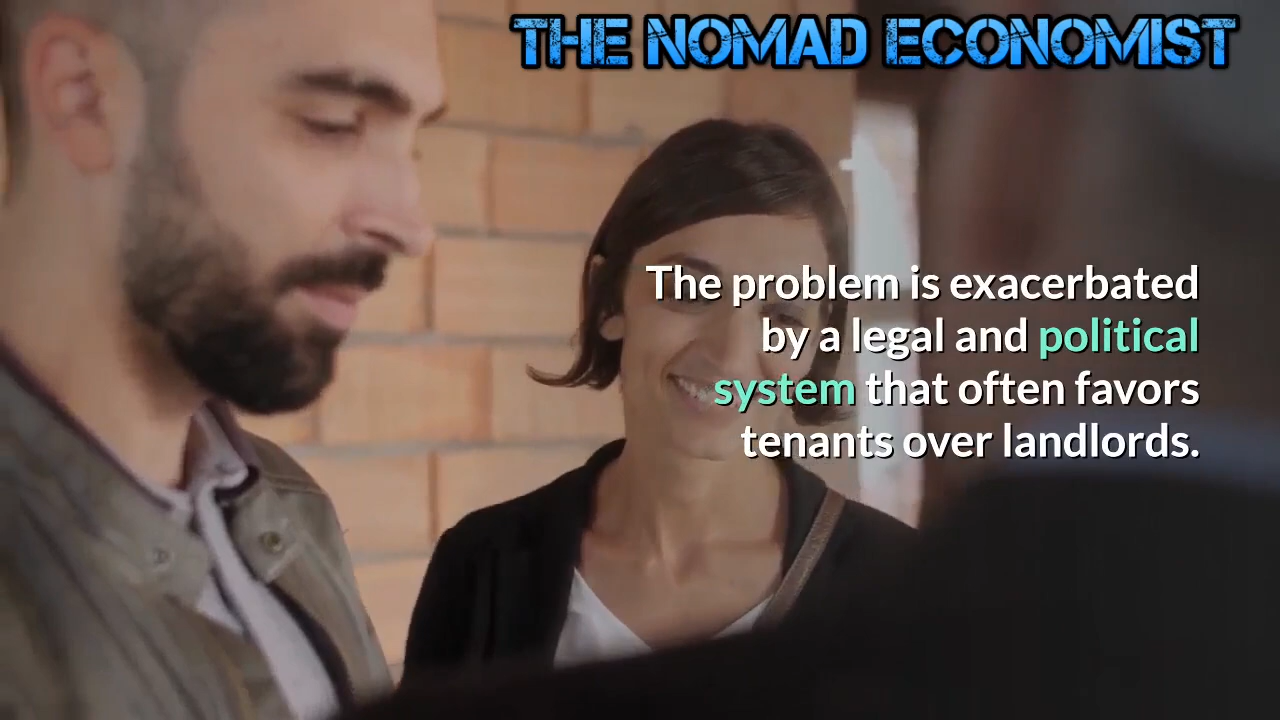 THE NOMAD ECONOMIST
The problem is exacerbated
by a legal and political
system that often favors
tenants over landlords.